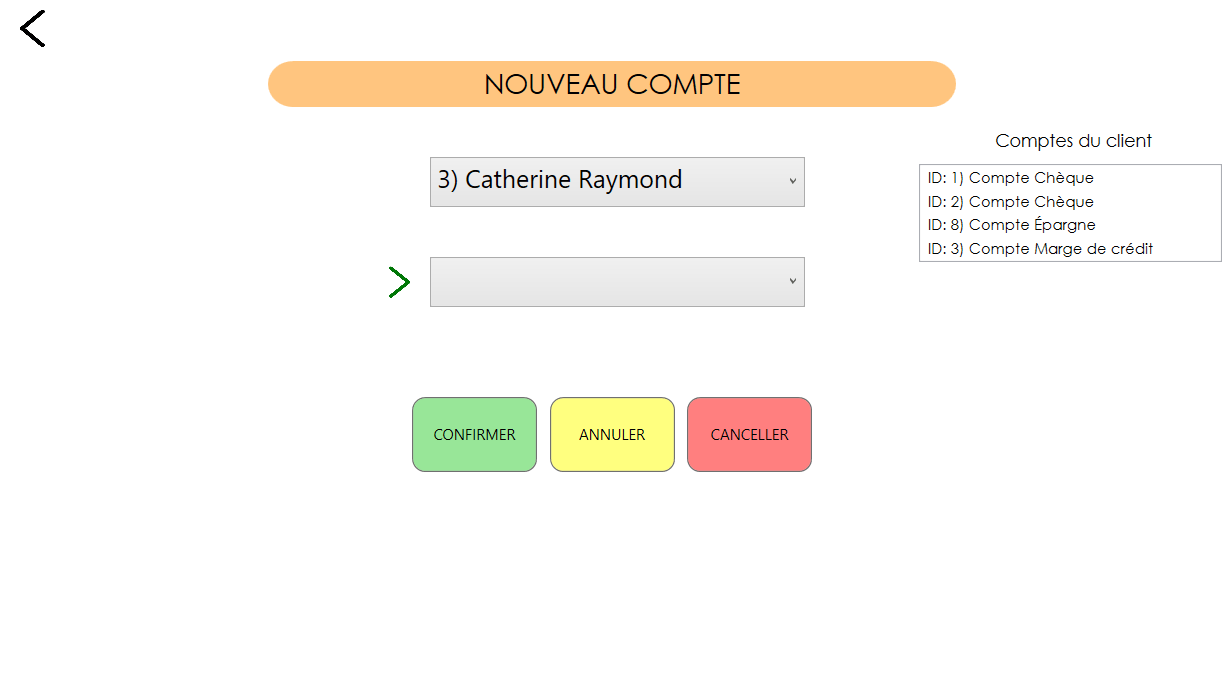 NOUVEAU COMPTE
3) Catherine Raymond
Comptes du client
ID: 1) Compte Chèque
ID: 2) Compte Chèque
ID: 8) Compte Épargne
ID: 3) Compte Marge de crédit
CONFIRMER
ANNULER
CANCELLER